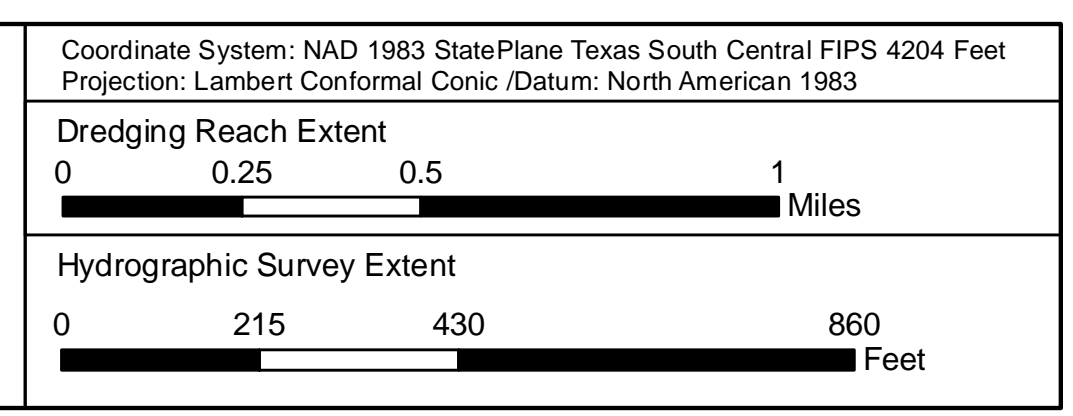 Coordinate System: NAD 1983 StatePlane Texas South Central FIPS 4204 Feet
Projection: Lambert Conformal Conic /Datum: North American 1983
Dredging Reach Extent
0 0.25 0.5 1
Miles
Hydrographic Survey Extent
0 215 430 860
Feet